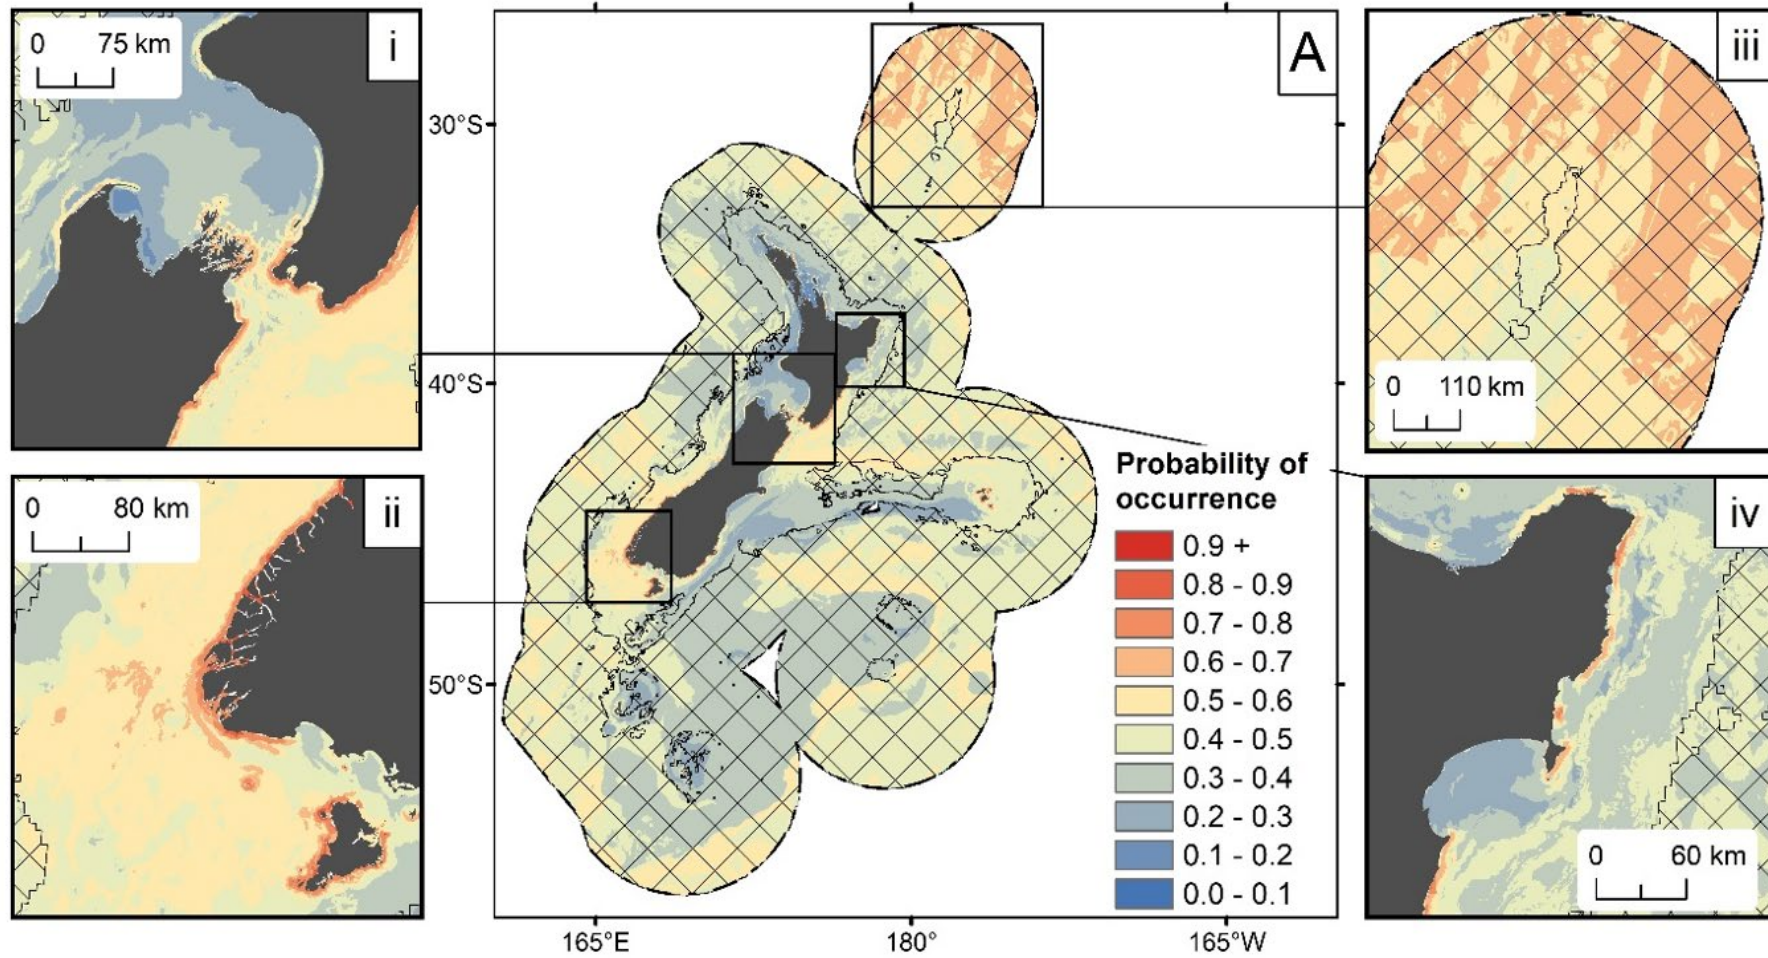 0 75 km
i
0 80 km
ii
A
30°S
40°S
50°S
165°E 180° 165°W
Probability of
occurrence
0.9 +
0.8 - 0.9
0.7 - 0.8
0.6 - 0.7
0.5 - 0.6
0.4 - 0.5
0.3 - 0.4
0.2 - 0.3
0.1 - 0.2
0.0 - 0.1
iii
0 110 km
iv
0 60 km